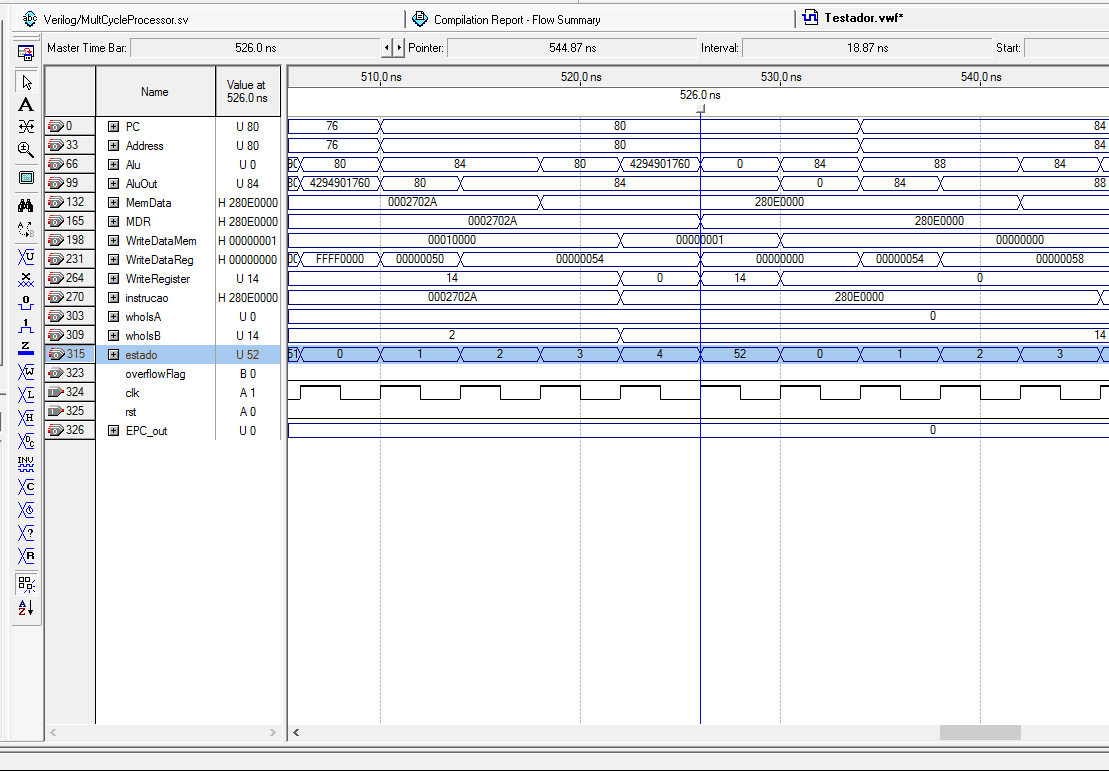 Verilog/MultCycleProcessor.sv
Compilation Report - Flow Summary
Testador.vwf*
Master Time Bar: 526.0 ns Pointer: 544.87 ns Interval: 18.87 ns Start:
Name Value at 526.0 ns
510.0 ns 520.0 ns 530.0 ns 540.0 ns
526.0 ns
0 PC U 80 76 80 84
33 Address U 80 76 80 84
66 Alu U 0 80 84 80 4294901760 0 84 88 84
99 AluOut U 84 4294901760 80 84 0 84 88
132 MemData H 280E0000 0002702A 280E0000
165 MDR H 280E0000 0002702A 280E0000
198 WriteDataMem H 00000001 00010000 00000001 00000000
231 WriteDataReg H 00000000 FFFF0000 00000050 00000054 00000000 00000054 00000058
264 WriteRegister U 14 14 0 14 0
270 instrucao H 280E0000 0002702A 280E0000
303 whoIsA U 0 0
309 whoIsB U 14 2 14
315 estado U 52 51 0 1 2 3 4 52 0 1 2 3
323 overflowFlag B 0
324 clk A 1
325 rst A 0
326 EPC_out U 0 0